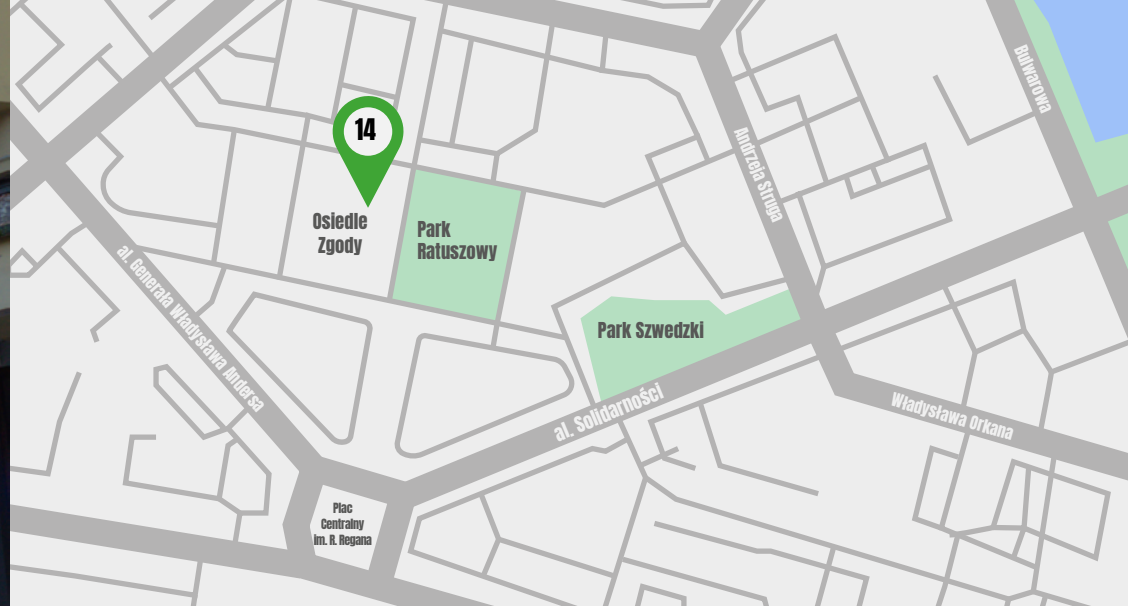 14
Osiedle
Zgody
Park
Ratuszowy
Park Szwedzki
al. Generała Władysława Andersa
al. Solidarności
Andrzeja Struga
Bulwarowa
Władysława Orkana
Plac
Centralny
im. R. Regana